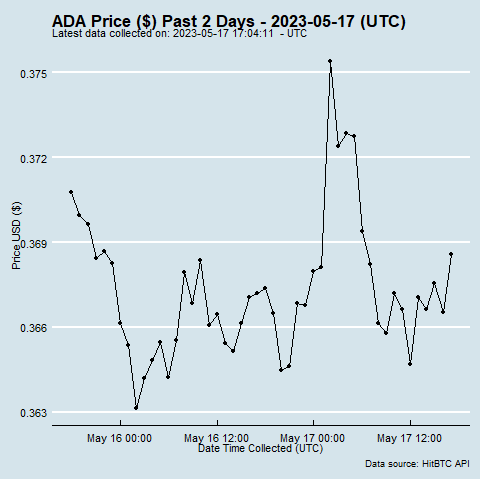 ADA Price ($) Past 2 Days - 2023-05-17 (UTC)
Latest data collected on: 2023-05-17 17:04:11 - UTC
0.375
0.372
0.369
Price USD ($)
0.366
0.363
May 16 00:00 May 16 12:00 May 17 00:00 May 17 12:00
Date Time Collected (UTC)
Data source: HitBTC API